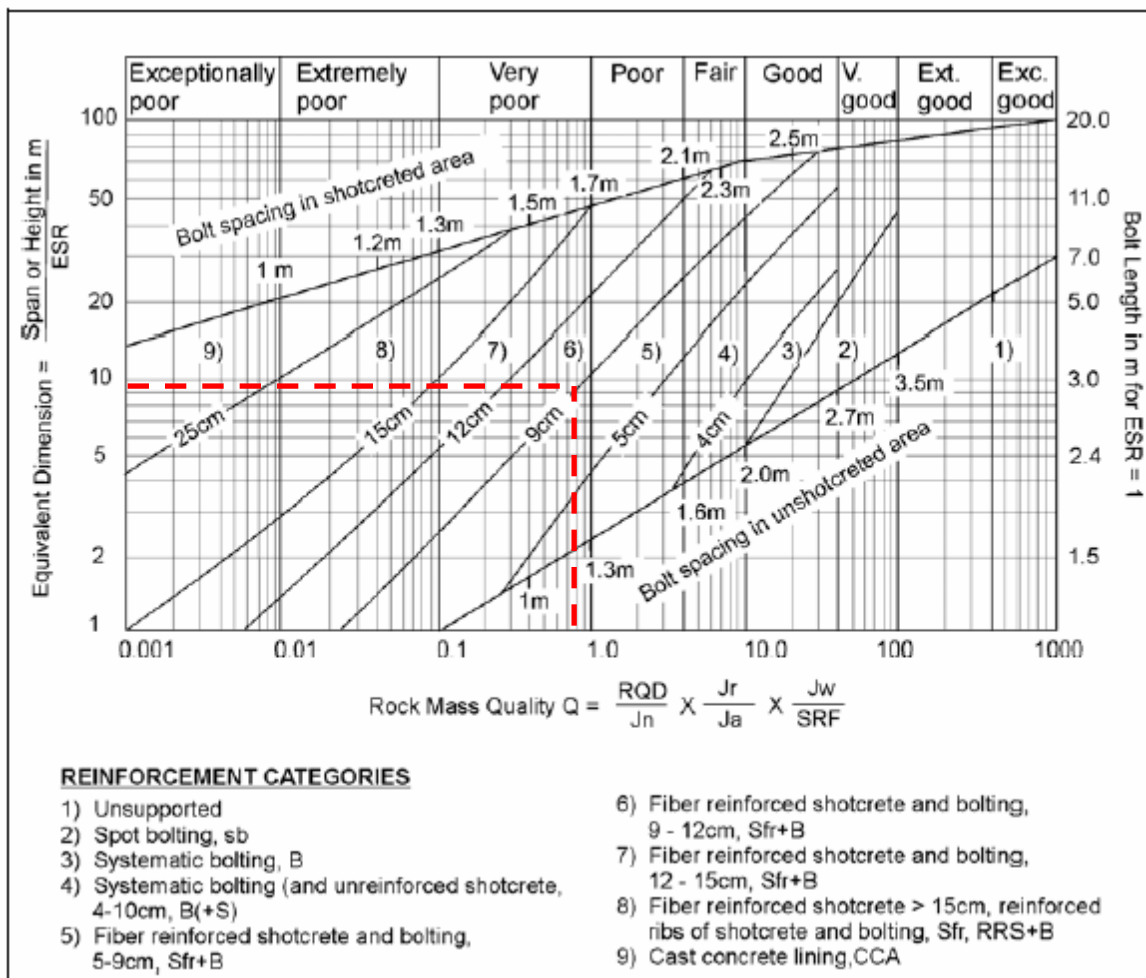 Exceptionally poor
Extremely poor
Very poor
Poor
Fair
Good
V. good
Ext. good
Exc. good
100
50
20
10
5
2
1
Equivalent Dimension = Span or Height in m / ESR
20.0
11.0
7.0
5.0
3.0
2.4
1.5
Bolt Length in m for ESR = 1
Bolt spacing in shotcreted area
1 m
1.2m
1.3m
1.5m
1.7m
2.1m
2.3m
2.5m
9)
8)
7)
6)
5)
4)
3)
2)
1)
25cm
15cm
12cm
9cm
5cm
4cm
3.5m
2.7m
2.0m
1.6m
1.3m
1m
Bolt spacing in unshotcreted area
0.001
0.01
0.1
1.0
10.0
100
1000
Rock Mass Quality Q = RQD / Jn X Jr / Ja X Jw / SRF
REINFORCEMENT CATEGORIES
1) Unsupported
2) Spot bolting, sb
3) Systematic bolting, B
4) Systematic bolting (and unreinforced shotcrete,
4-10cm, B(+S)
5) Fiber reinforced shotcrete and bolting,
5-9cm, Sfr+B
6) Fiber reinforced shotcrete and bolting,
9 - 12cm, Sfr+B
7) Fiber reinforced shotcrete and bolting,
12 - 15cm, Sfr+B
8) Fiber reinforced shotcrete > 15cm, reinforced
ribs of shotcrete and bolting, Sfr, RRS+B
9) Cast concrete lining,CCA